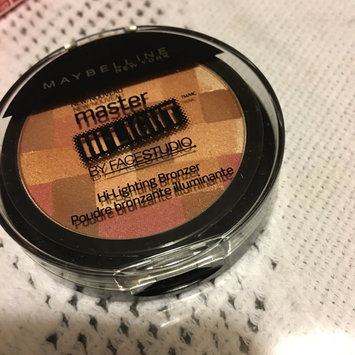 MAYBELLINE
NEW YORK
master
HI LIGHT
BY FACESTUDIO
Hi-Lighting Bronzer
Poudre bronzante illuminante